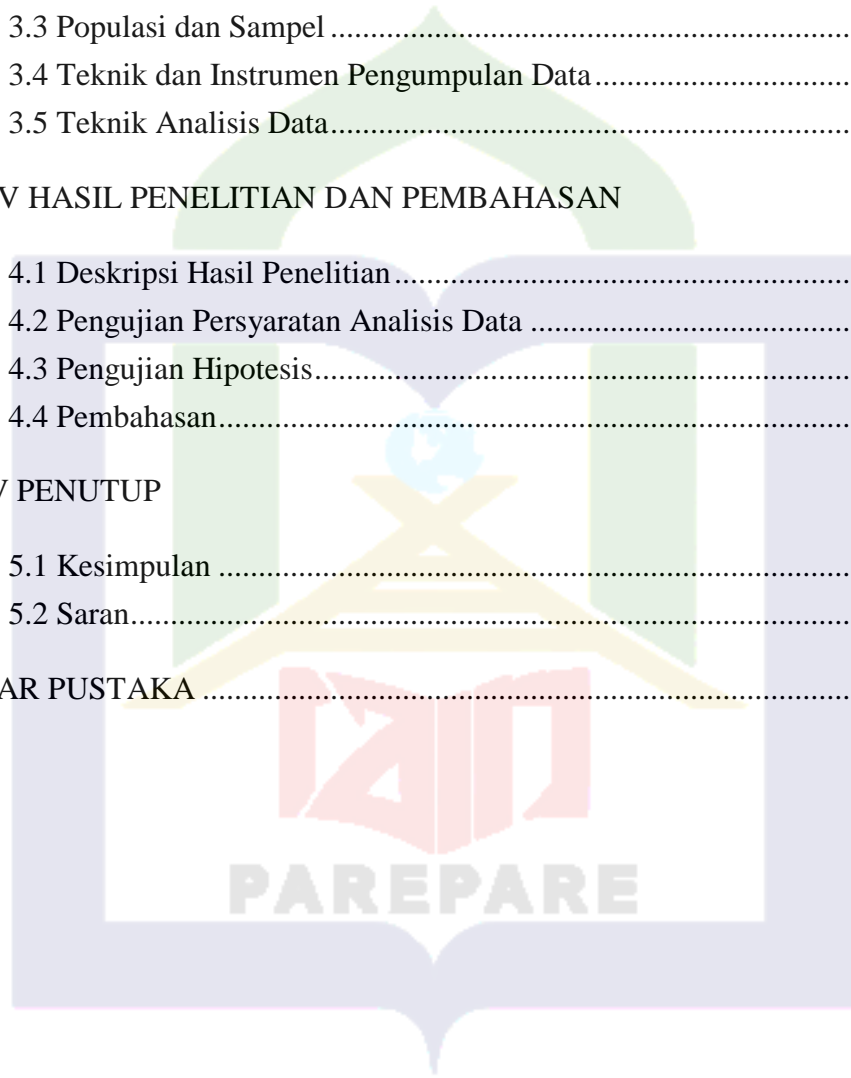 3.3 Populasi dan Sampel ................................................................
3.4 Teknik dan Instrumen Pengumpulan Data ................................
3.5 Teknik Analisis Data.................................................................
V HASIL PENELITIAN DAN PEMBAHASAN
4.1 Deskripsi Hasil Penelitian .........................................................
4.2 Pengujian Persyaratan Analisis Data ........................................
4.3 Pengujian Hipotesis...................................................................
4.4 Pembahasan...............................................................................
V PENUTUP
5.1 Kesimpulan ...............................................................................
5.2 Saran..........................................................................................
AR PUSTAKA .................................................................................
PAREPARE